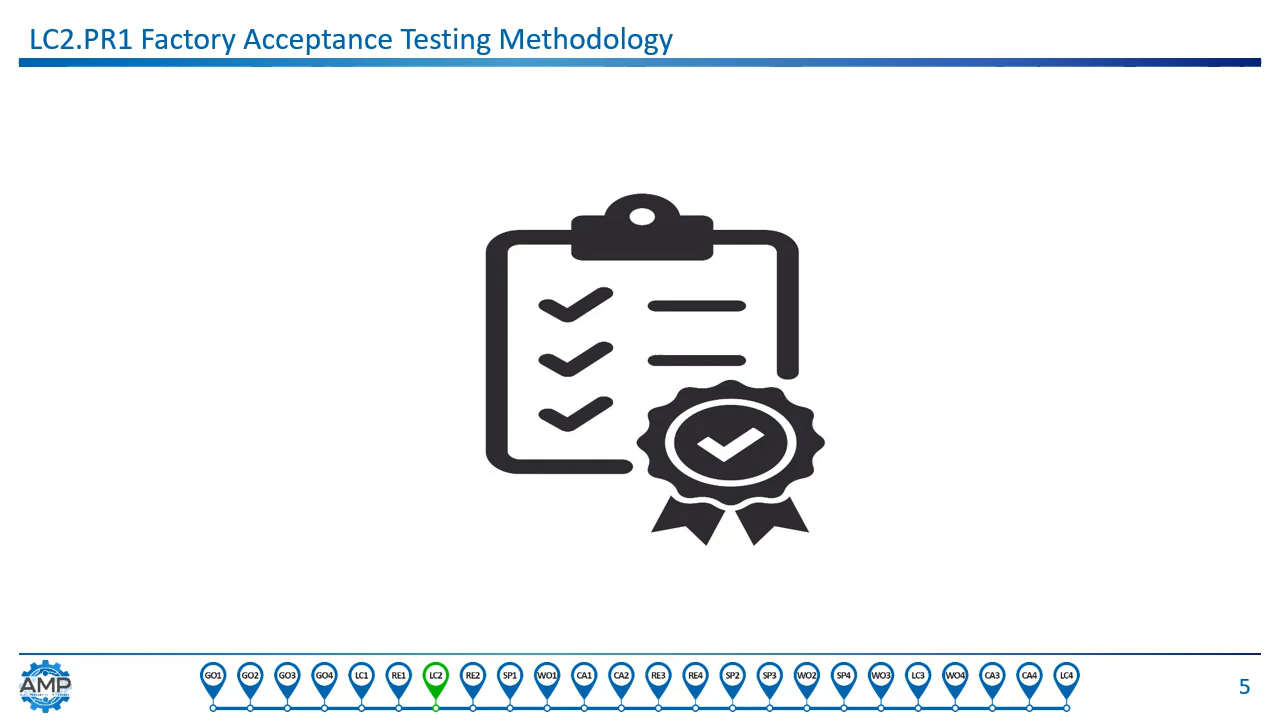 LC2.PR1 Factory Acceptance Testing Methodology
AMP
GO1 GO2 GO3 GO4 LC1 RE1 LC2 RE2 SP1 WO1 CA1 CA2 RE3 RE4 SP2 SP3 WO2 SP4 WO3 LC3 WO4 CA3 CA4 LC4
5